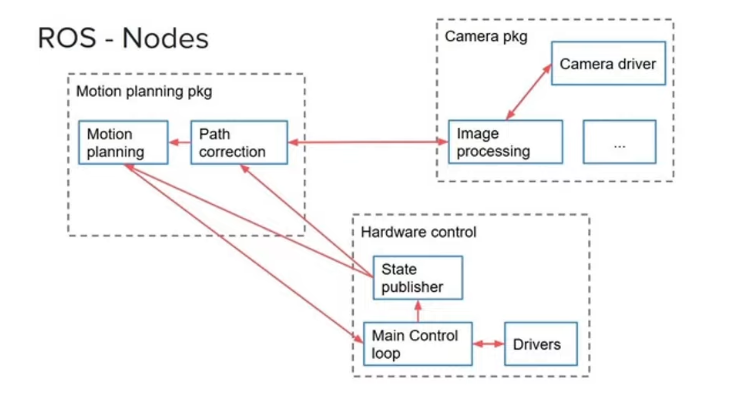 ROS - Nodes
Camera pkg
Camera driver
Image
processing
...
Motion planning pkg
Motion
planning
Path
correction
Hardware control
State
publisher
Main Control
loop
Drivers